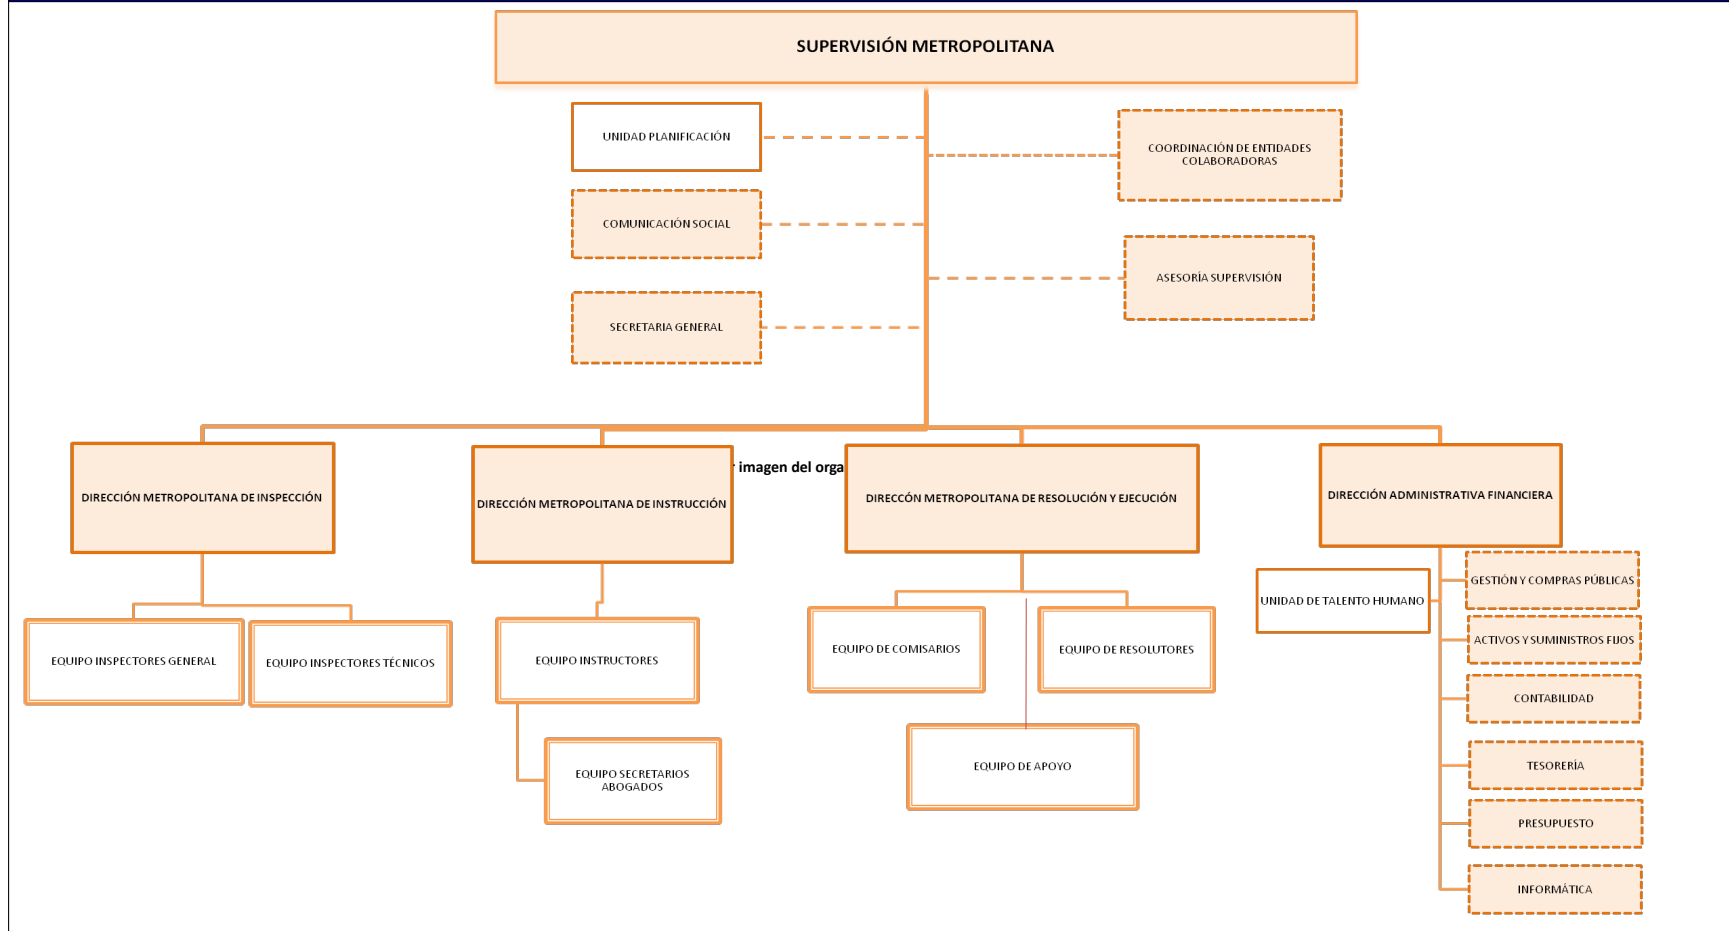 SUPERVISIÓN METROPOLITANA
UNIDAD PLANIFICACIÓN
COORDINACIÓN DE ENTIDADES
COLABORADORAS
COMUNICACIÓN SOCIAL
ASESORÍA SUPERVISIÓN
SECRETARIA GENERAL
DIRECCIÓN METROPOLITANA DE INSPECCIÓN
DIRECCIÓN METROPOLITANA DE INSTRUCCIÓN
imagen del orga
DIRECCÓN METROPOLITANA DE RESOLUCIÓN Y EJECUCIÓN
DIRECCIÓN ADMINISTRATIVA FINANCIERA
EQUIPO INSPECTORES GENERAL
EQUIPO INSPECTORES TÉCNICOS
EQUIPO INSTRUCTORES
EQUIPO SECRETARIOS
ABOGADOS
EQUIPO DE COMISARIOS
EQUIPO DE RESOLUTORES
EQUIPO DE APOYO
UNIDAD DE TALENTO HUMANO
GESTIÓN Y COMPRAS PÚBLICAS
ACTIVOS Y SUMINISTROS FIJOS
CONTABILIDAD
TESORERÍA
PRESUPUESTO
INFORMÁTICA